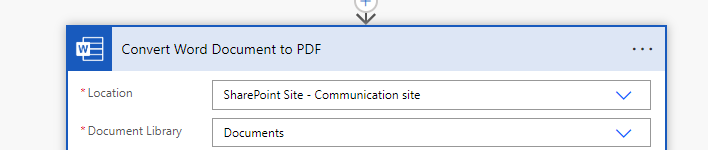 Convert Word Document to PDF
* Location SharePoint Site - Communication site
* Document Library Documents